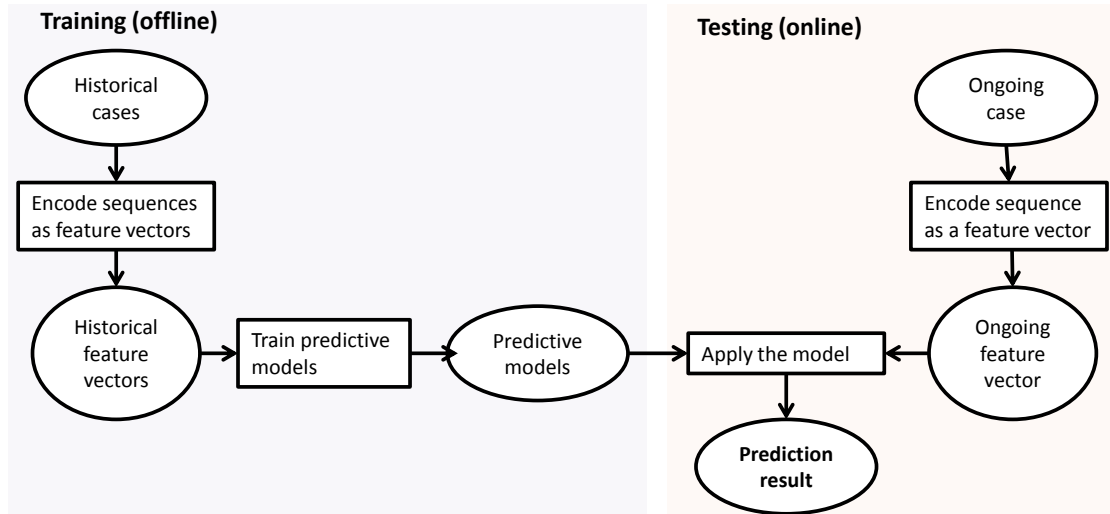 Training (offline)
Historical
cases
Encode sequences
as feature vectors
Historical
feature
vectors
Train predictive
models
Predictive
models
Testing (online)
Ongoing
case
Encode sequence
as a feature vector
Ongoing
feature
vector
Apply the model
Prediction
result